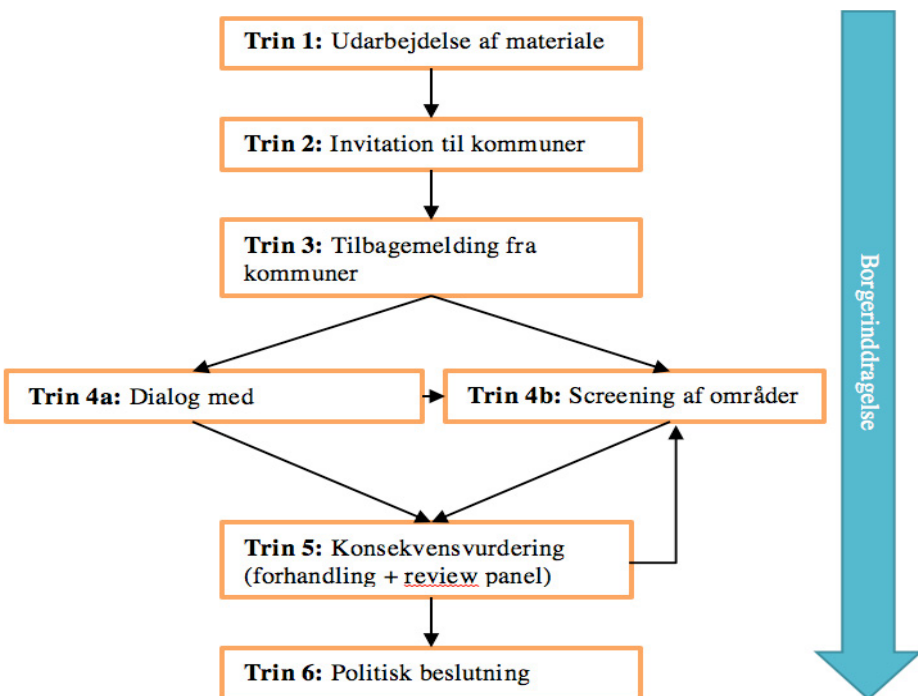 Trin 1: Udarbejdelse af materiale
Trin 2: Invitation til kommuner
Trin 3: Tilbagemelding fra
kommuner
Trin 4a: Dialog med
Trin 4b: Screening af områder
Trin 5: Konsekvensvurdering
(forhandling + review panel)
Trin 6: Politisk beslutning
Borgerinddragelse